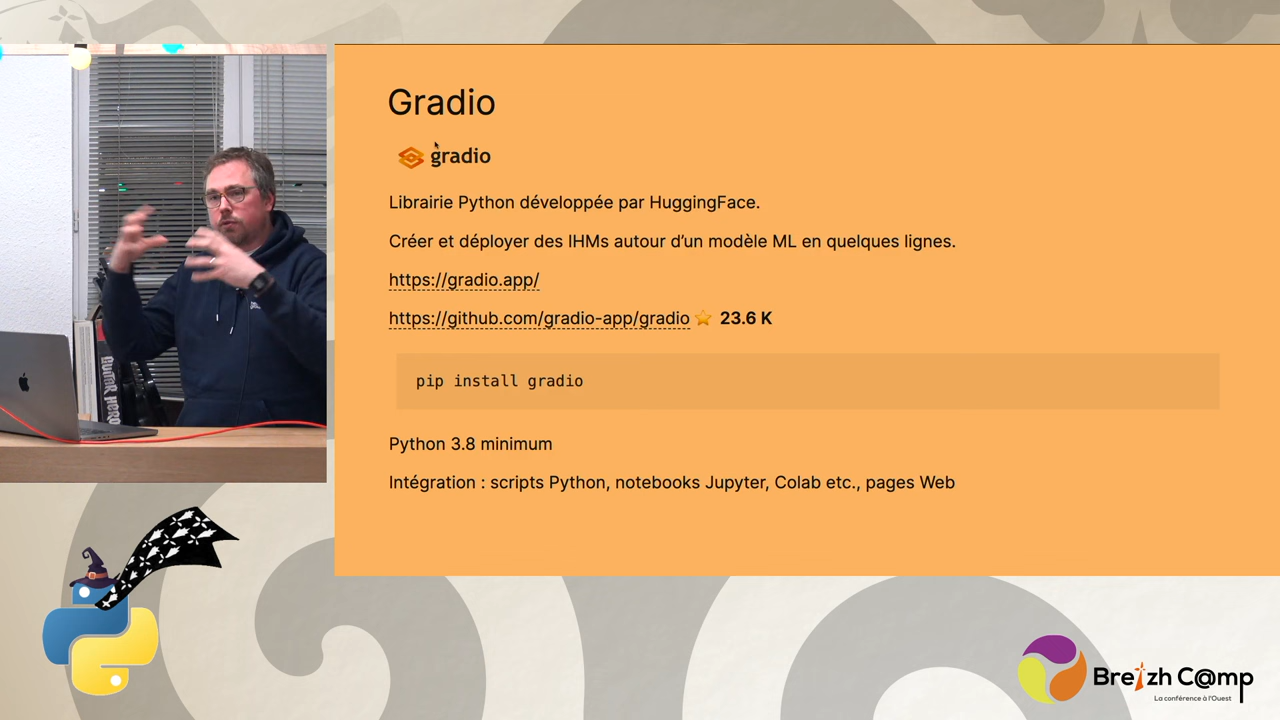 Gradio
gradio
Librairie Python développée par HuggingFace.
Créer et déployer des IHMs autour d’un modèle ML en quelques lignes.
https://gradio.app/
https://github.com/gradio-app/gradio ⭐ 23.6 K
pip install gradio
Python 3.8 minimum
Intégration : scripts Python, notebooks Jupyter, Colab etc., pages Web
GUITAR HERO
Breizh C@mp
La conférence à l'Ouest